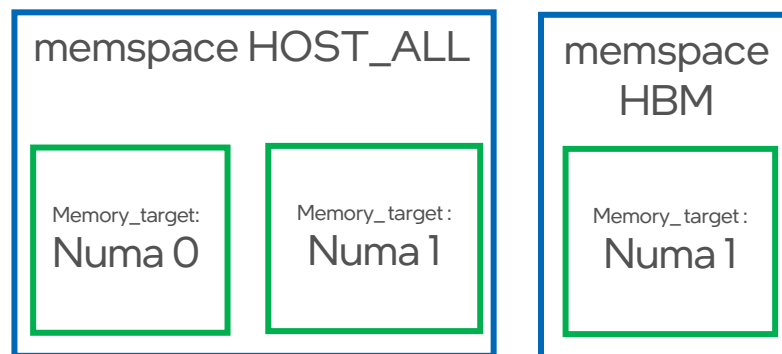 memspace HOST_ALL
Memory_target:
Numa 0
Memory_target:
Numa 1
memspace
HBM
Memory_target:
Numa 1